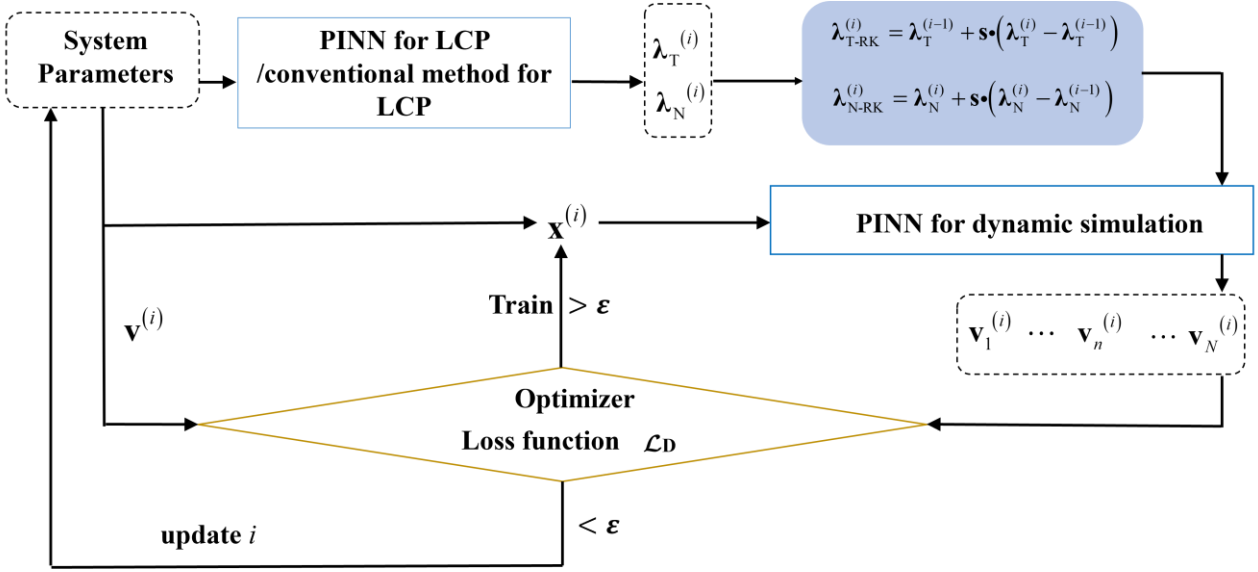 System
Parameters
PINN for LCP
/conventional method for
LCP
λ_T^(i)
λ_N^(i)
λ_T-RK^(i) = λ_T^(i−1) + s•(λ_T^(i) − λ_T^(i−1))
λ_N-RK^(i) = λ_N^(i) + s•(λ_N^(i) − λ_N^(i−1))
x^(i)
PINN for dynamic simulation
Train > ε
v^(i)
v_1^(i) ⋯ v_n^(i) ⋯ v_N^(i)
Optimizer
Loss function ℒ_D
< ε
update i